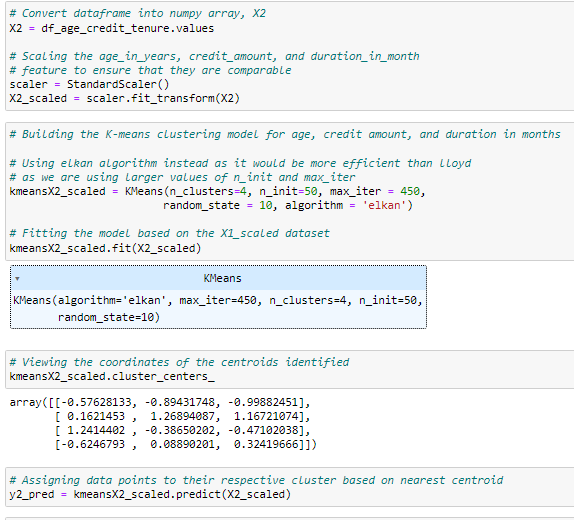 # Convert dataframe into numpy array, X2
X2 = df_age_credit_tenure.values
# Scaling the age_in_years, credit_amount, and duration_in_month
# feature to ensure that they are comparable
scaler = StandardScaler()
X2_scaled = scaler.fit_transform(X2)
# Building the K-means clustering model for age, credit amount, and duration in months
# Using elkan algorithm instead as it would be more efficient than lloyd
# as we are using larger values of n_init and max_iter
kmeansX2_scaled = KMeans(n_clusters=4, n_init=50, max_iter = 450,
random_state = 10, algorithm = 'elkan')
# Fitting the model based on the X1_scaled dataset
kmeansX2_scaled.fit(X2_scaled)
KMeans
KMeans(algorithm='elkan', max_iter=450, n_clusters=4, n_init=50,
random_state=10)
# Viewing the coordinates of the centroids identified
kmeansX2_scaled.cluster_centers_
array([[-0.57628133, -0.89431748, -0.99882451],
[ 0.1621453 ,  1.26894087,  1.16721074],
[ 1.2414402 , -0.38650202, -0.47102038],
[-0.6246793 ,  0.08890201,  0.32419666]])
# Assigning data points to their respective cluster based on nearest centroid
y2_pred = kmeansX2_scaled.predict(X2_scaled)